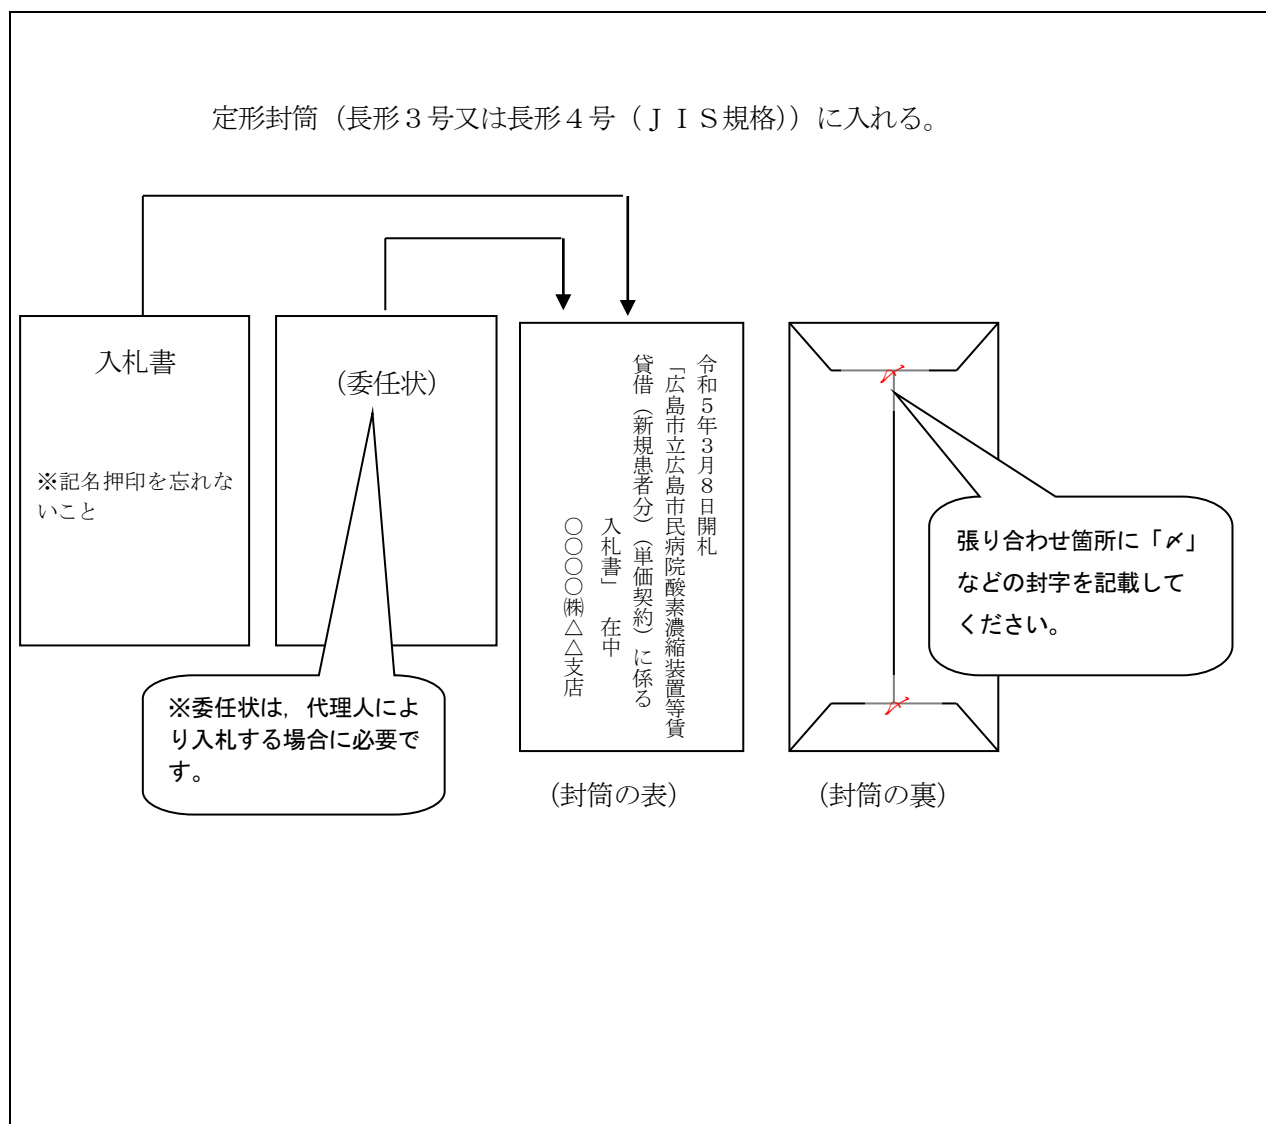 定形封筒（長形３号又は長形４号（ＪＩＳ規格））に入れる。
入札書
※記名押印を忘れな
いこと
（委任状）
※委任状は，代理人によ
り入札する場合に必要で
す。
令和５年３月８日開札
「広島市立広島市民病院酸素濃縮装置等賃
貸借（新規患者分）（単価契約）に係る
入札書」　在中
〇〇〇〇㈱△△支店
（封筒の表）
〆
〆
張り合わせ箇所に「〆」
などの封字を記載して
ください。
（封筒の裏）